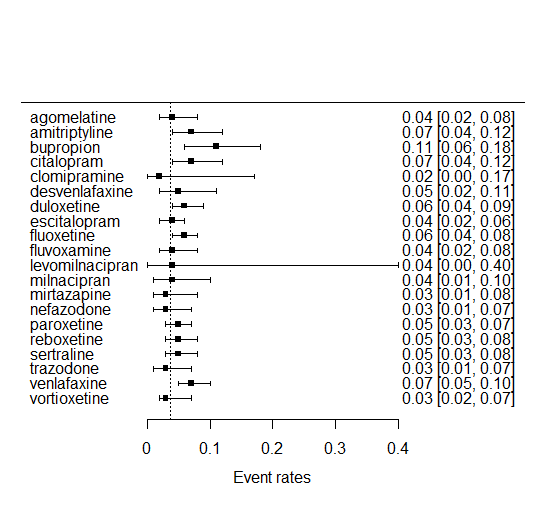 agomelatine 0.04 [0.02, 0.08]
amitriptyline 0.07 [0.04, 0.12]
bupropion 0.11 [0.06, 0.18]
citalopram 0.07 [0.04, 0.12]
clomipramine 0.02 [0.00, 0.17]
desvenlafaxine 0.05 [0.02, 0.11]
duloxetine 0.06 [0.04, 0.09]
escitalopram 0.04 [0.02, 0.06]
fluoxetine 0.06 [0.04, 0.08]
fluvoxamine 0.04 [0.02, 0.08]
levomilnacipran 0.04 [0.00, 0.40]
milnacipran 0.04 [0.01, 0.10]
mirtazapine 0.03 [0.01, 0.08]
nefazodone 0.03 [0.01, 0.07]
paroxetine 0.05 [0.03, 0.07]
reboxetine 0.05 [0.03, 0.08]
sertraline 0.05 [0.03, 0.08]
trazodone 0.03 [0.01, 0.07]
venlafaxine 0.07 [0.05, 0.10]
vortioxetine 0.03 [0.02, 0.07]
0 0.1 0.2 0.3 0.4
Event rates